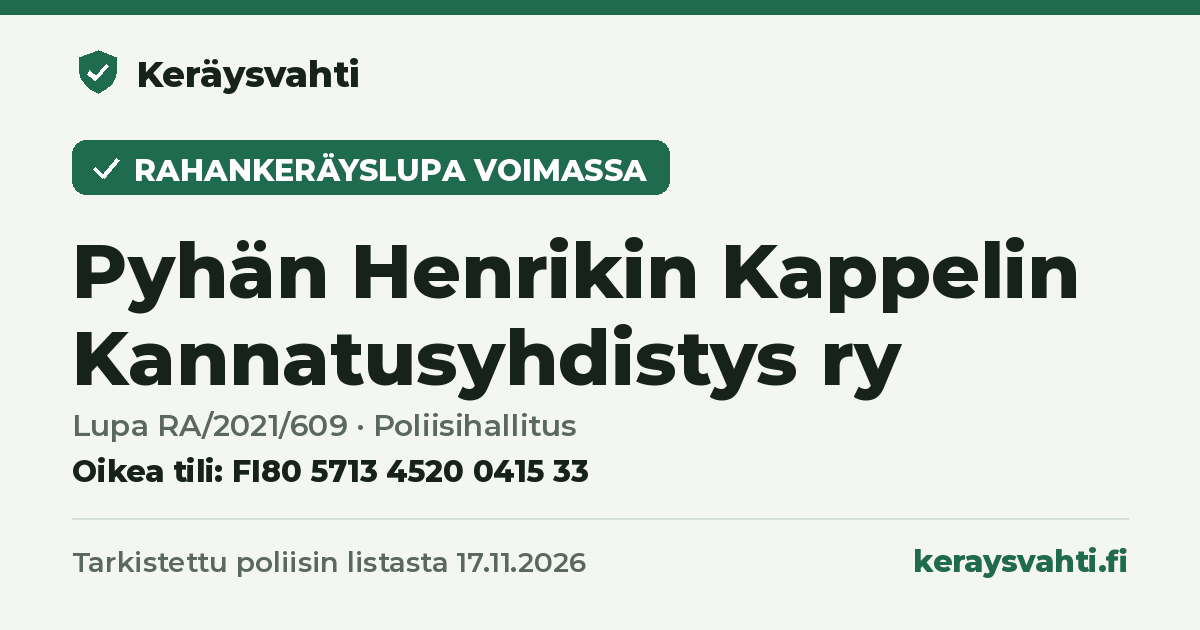 Keräysvahti
RAHANKERÄYSLUPA VOIMASSA
Pyhän Henrikin Kappelin
Kannatusyhdistys ry
Lupa RA/2021/609 · Poliisihallitus
Oikea tili: FI80 5713 4520 0415 33
Tarkistettu poliisin listasta 17.11.2026
keraysvahti.fi